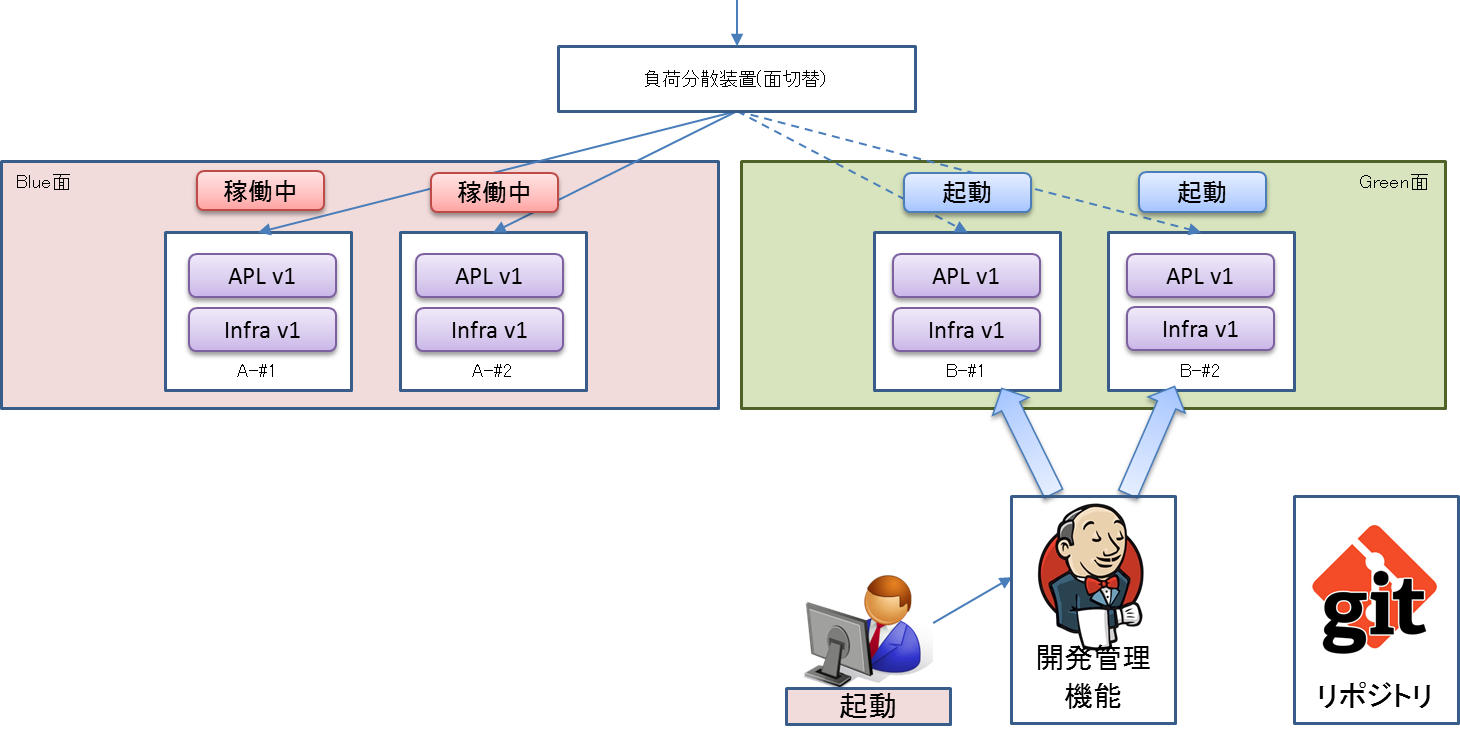 負荷分散装置(面切替)
Blue面
稼働中
稼働中
起動
起動
Green面
APL v1
APL v1
APL v1
APL v1
Infra v1
Infra v1
Infra v1
Infra v1
A-#1
A-#2
B-#1
B-#2
起動
開発管理
機能
git
リポジトリ